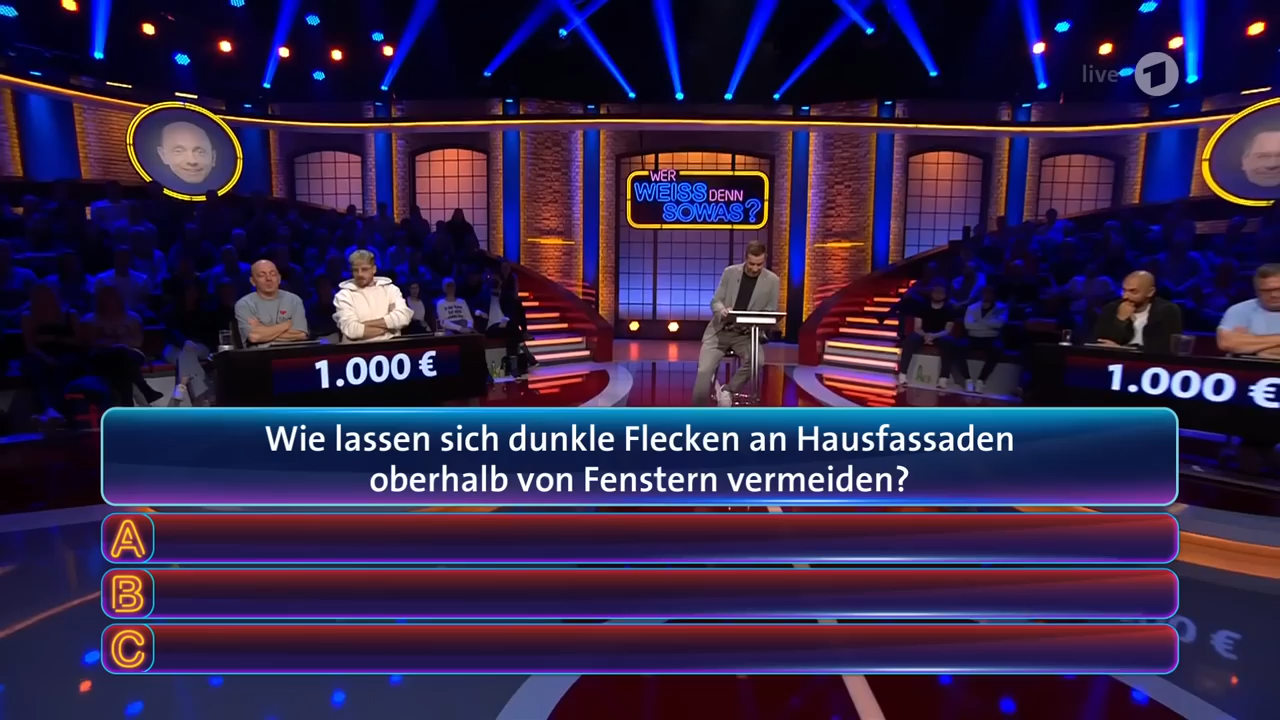 live 1
WER
WEISS DENN
SOWAS?
1.000 €
1.000 €
Wie lassen sich dunkle Flecken an Hausfassaden
oberhalb von Fenstern vermeiden?
A
B
C